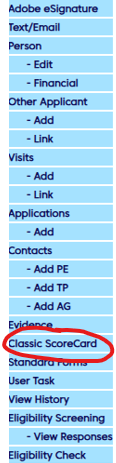 Adobe eSignature
Text/Email
Person
- Edit
- Financial
Other Applicant
- Add
- Link
Visits
- Add
- Link
Applications
- Add
Contacts
- Add PE
- Add TP
- Add AG
Evidence
Classic ScoreCard
Standard Forms
User Task
View History
Eligibility Screening
- View Responses
Eligibility Check